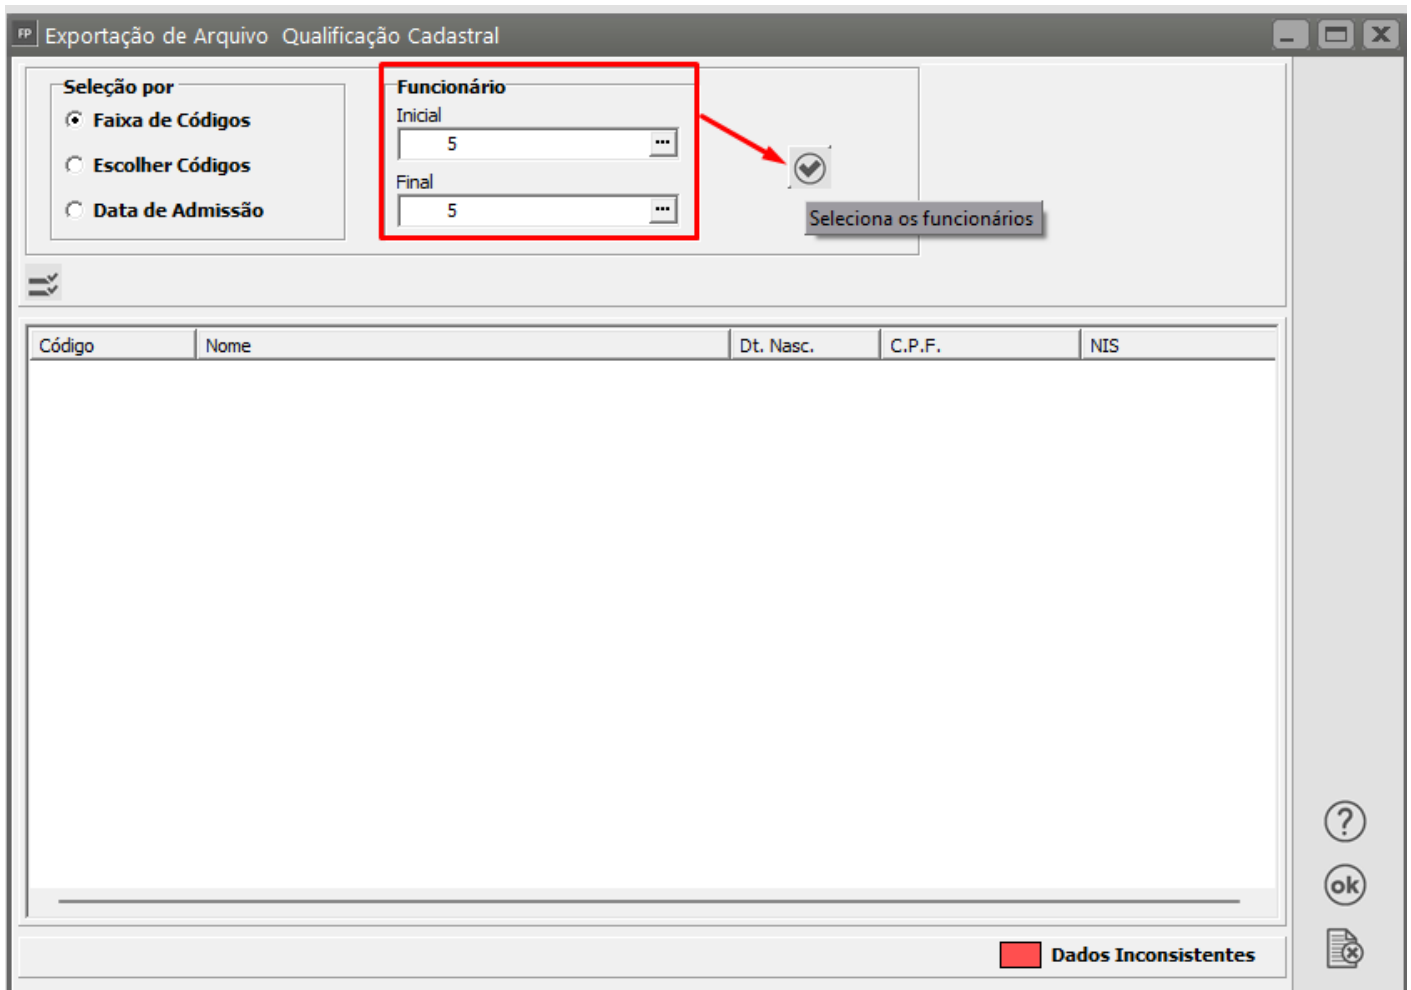 FP Exportação de Arquivo Qualificação Cadastral
Seleção por
Faixa de Códigos
Escolher Códigos
Data de Admissão
Funcionário
Inicial
5
...
Final
5
...
Seleciona os funcionários
Código Nome Dt. Nasc. C.P.F. NIS
?
ok
Dados Inconsistentes